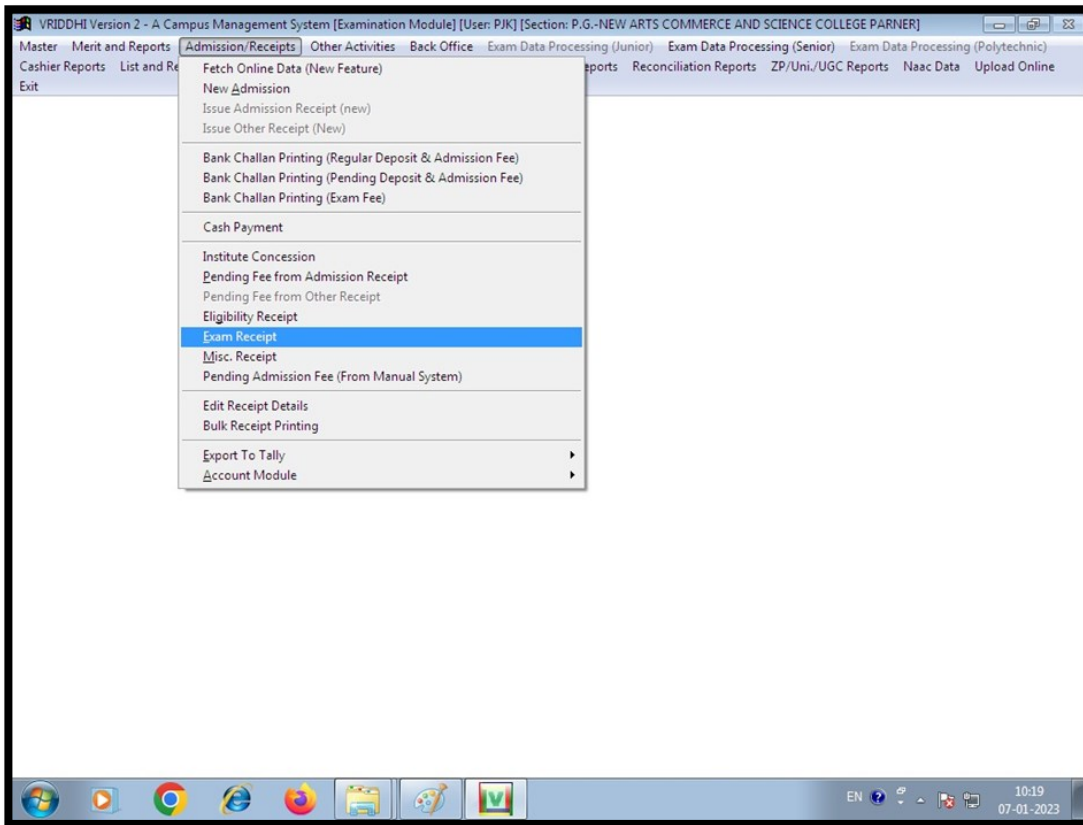 VRIDDHI Version 2 - A Campus Management System [Examination Module] [User: PJK] [Section: P.G.-NEW ARTS COMMERCE AND SCIENCE COLLEGE PARNER]
Master Merit and Reports Admission/Receipts Other Activities Back Office Exam Data Processing (Junior) Exam Data Processing (Senior) Exam Data Processing (Polytechnic)
Cashier Reports List and Reconciliation Reports ZP/Uni./UGC Reports Naac Data Upload Online
Exit
Fetch Online Data (New Feature)
New Admission
Issue Admission Receipt (new)
Issue Other Receipt (New)
Bank Challan Printing (Regular Deposit & Admission Fee)
Bank Challan Printing (Pending Deposit & Admission Fee)
Bank Challan Printing (Exam Fee)
Cash Payment
Institute Concession
Pending Fee from Admission Receipt
Pending Fee from Other Receipt
Eligibility Receipt
Exam Receipt
Misc. Receipt
Pending Admission Fee (From Manual System)
Edit Receipt Details
Bulk Receipt Printing
Export To Tally
Account Module
EN
10:19
07-01-2023